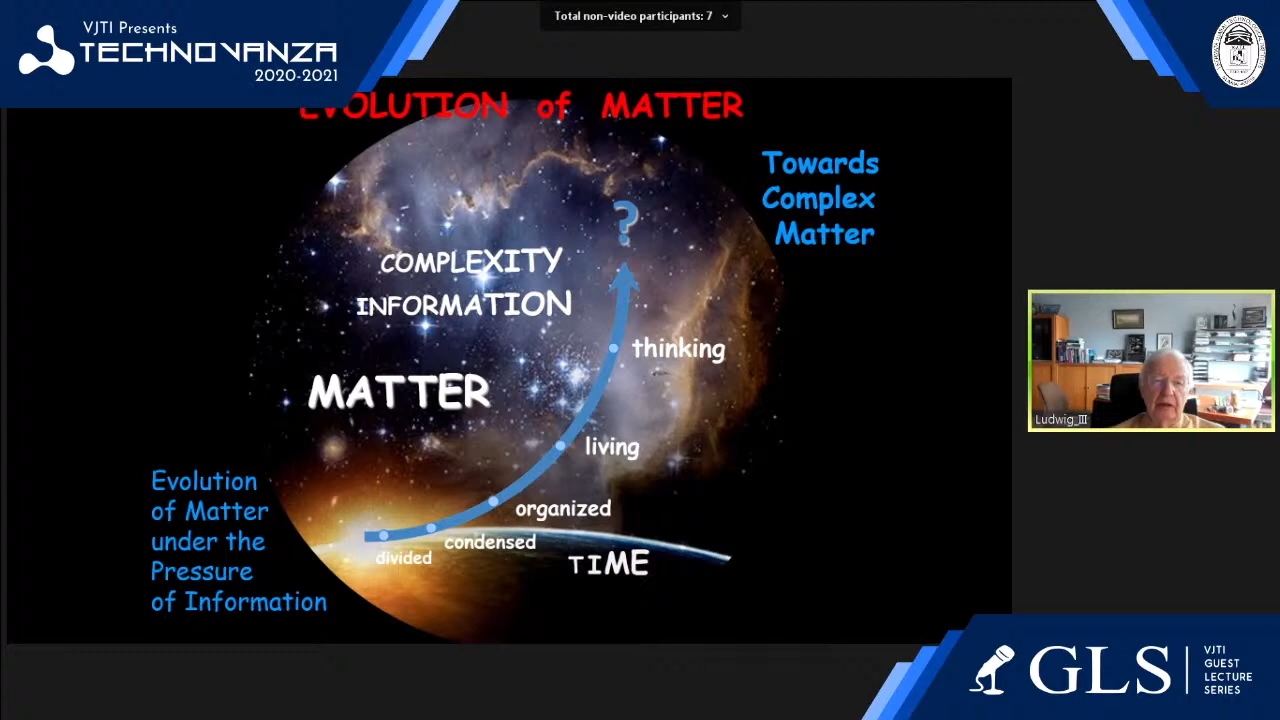 VJTI Presents
TECHNOVANZA
2020-2021
Total non-video participants: 7
EVOLUTION of MATTER
Towards
Complex
Matter
?
COMPLEXITY
INFORMATION
thinking
MATTER
living
Evolution
of Matter
under the
Pressure
of Information
organized
condensed
divided
TIME
Ludwig_III
GLS
VJTI
GUEST
LECTURE
SERIES